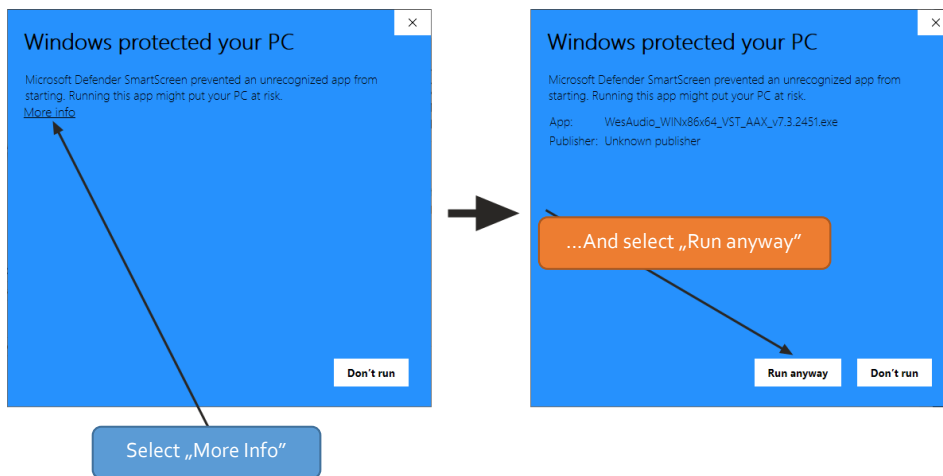 Windows protected your PC
Microsoft Defender SmartScreen prevented an unrecognized app from
starting. Running this app might put your PC at risk.
More info
Don't run
Select „More Info”
Windows protected your PC
Microsoft Defender SmartScreen prevented an unrecognized app from
starting. Running this app might put your PC at risk.
App: WesAudio_WINx86x64_VST_AAX_v7.3.2451.exe
Publisher: Unknown publisher
...And select „Run anyway”
Run anyway Don't run